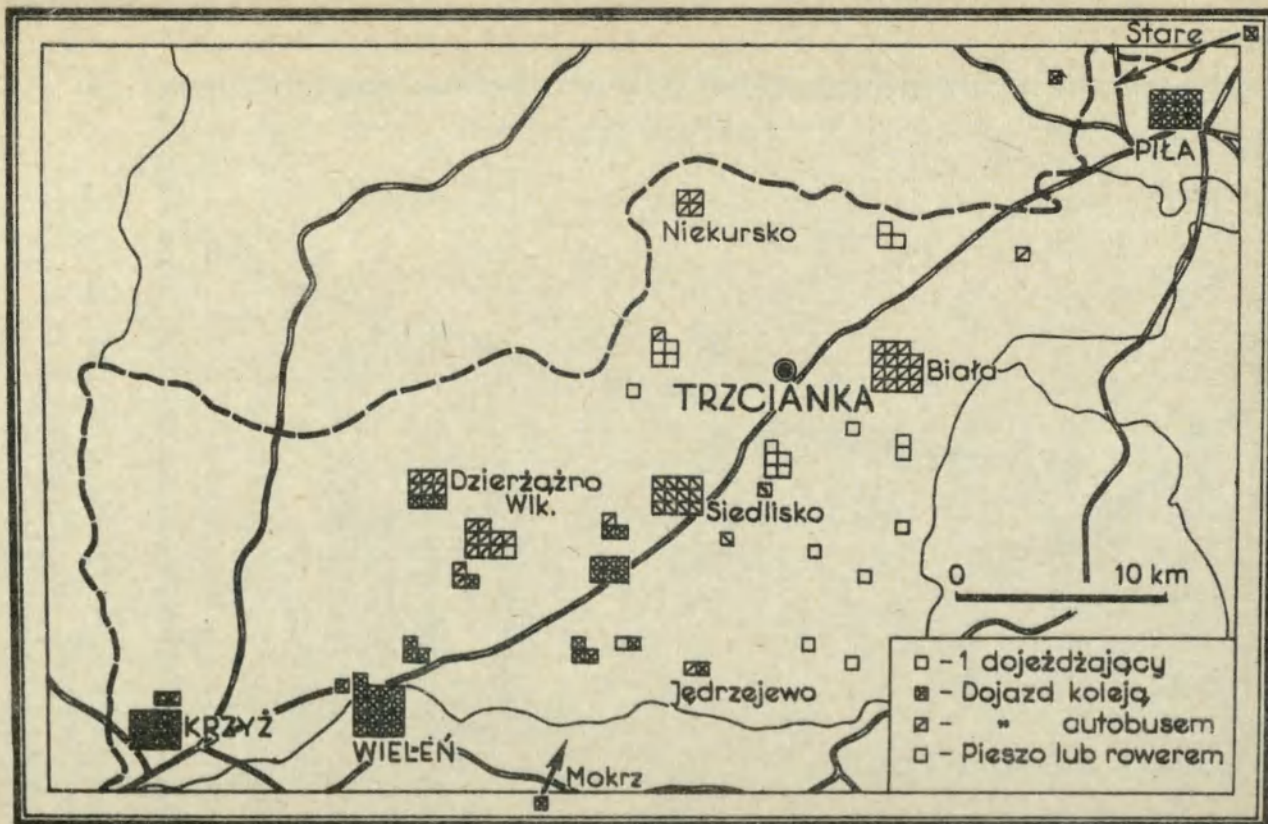 Stare
PIŁA
Niekursko
TRZCIANKA
Biała
Dzierżążno
Wlk.
Siedlisko
0 10 km
Jędrzejewo
KRZYŻ
WIELEŃ
Mokrz
□ - 1 dojeżdżający
- Dojazd koleją
- " autobusem
□ - Pieszo lub rowerem